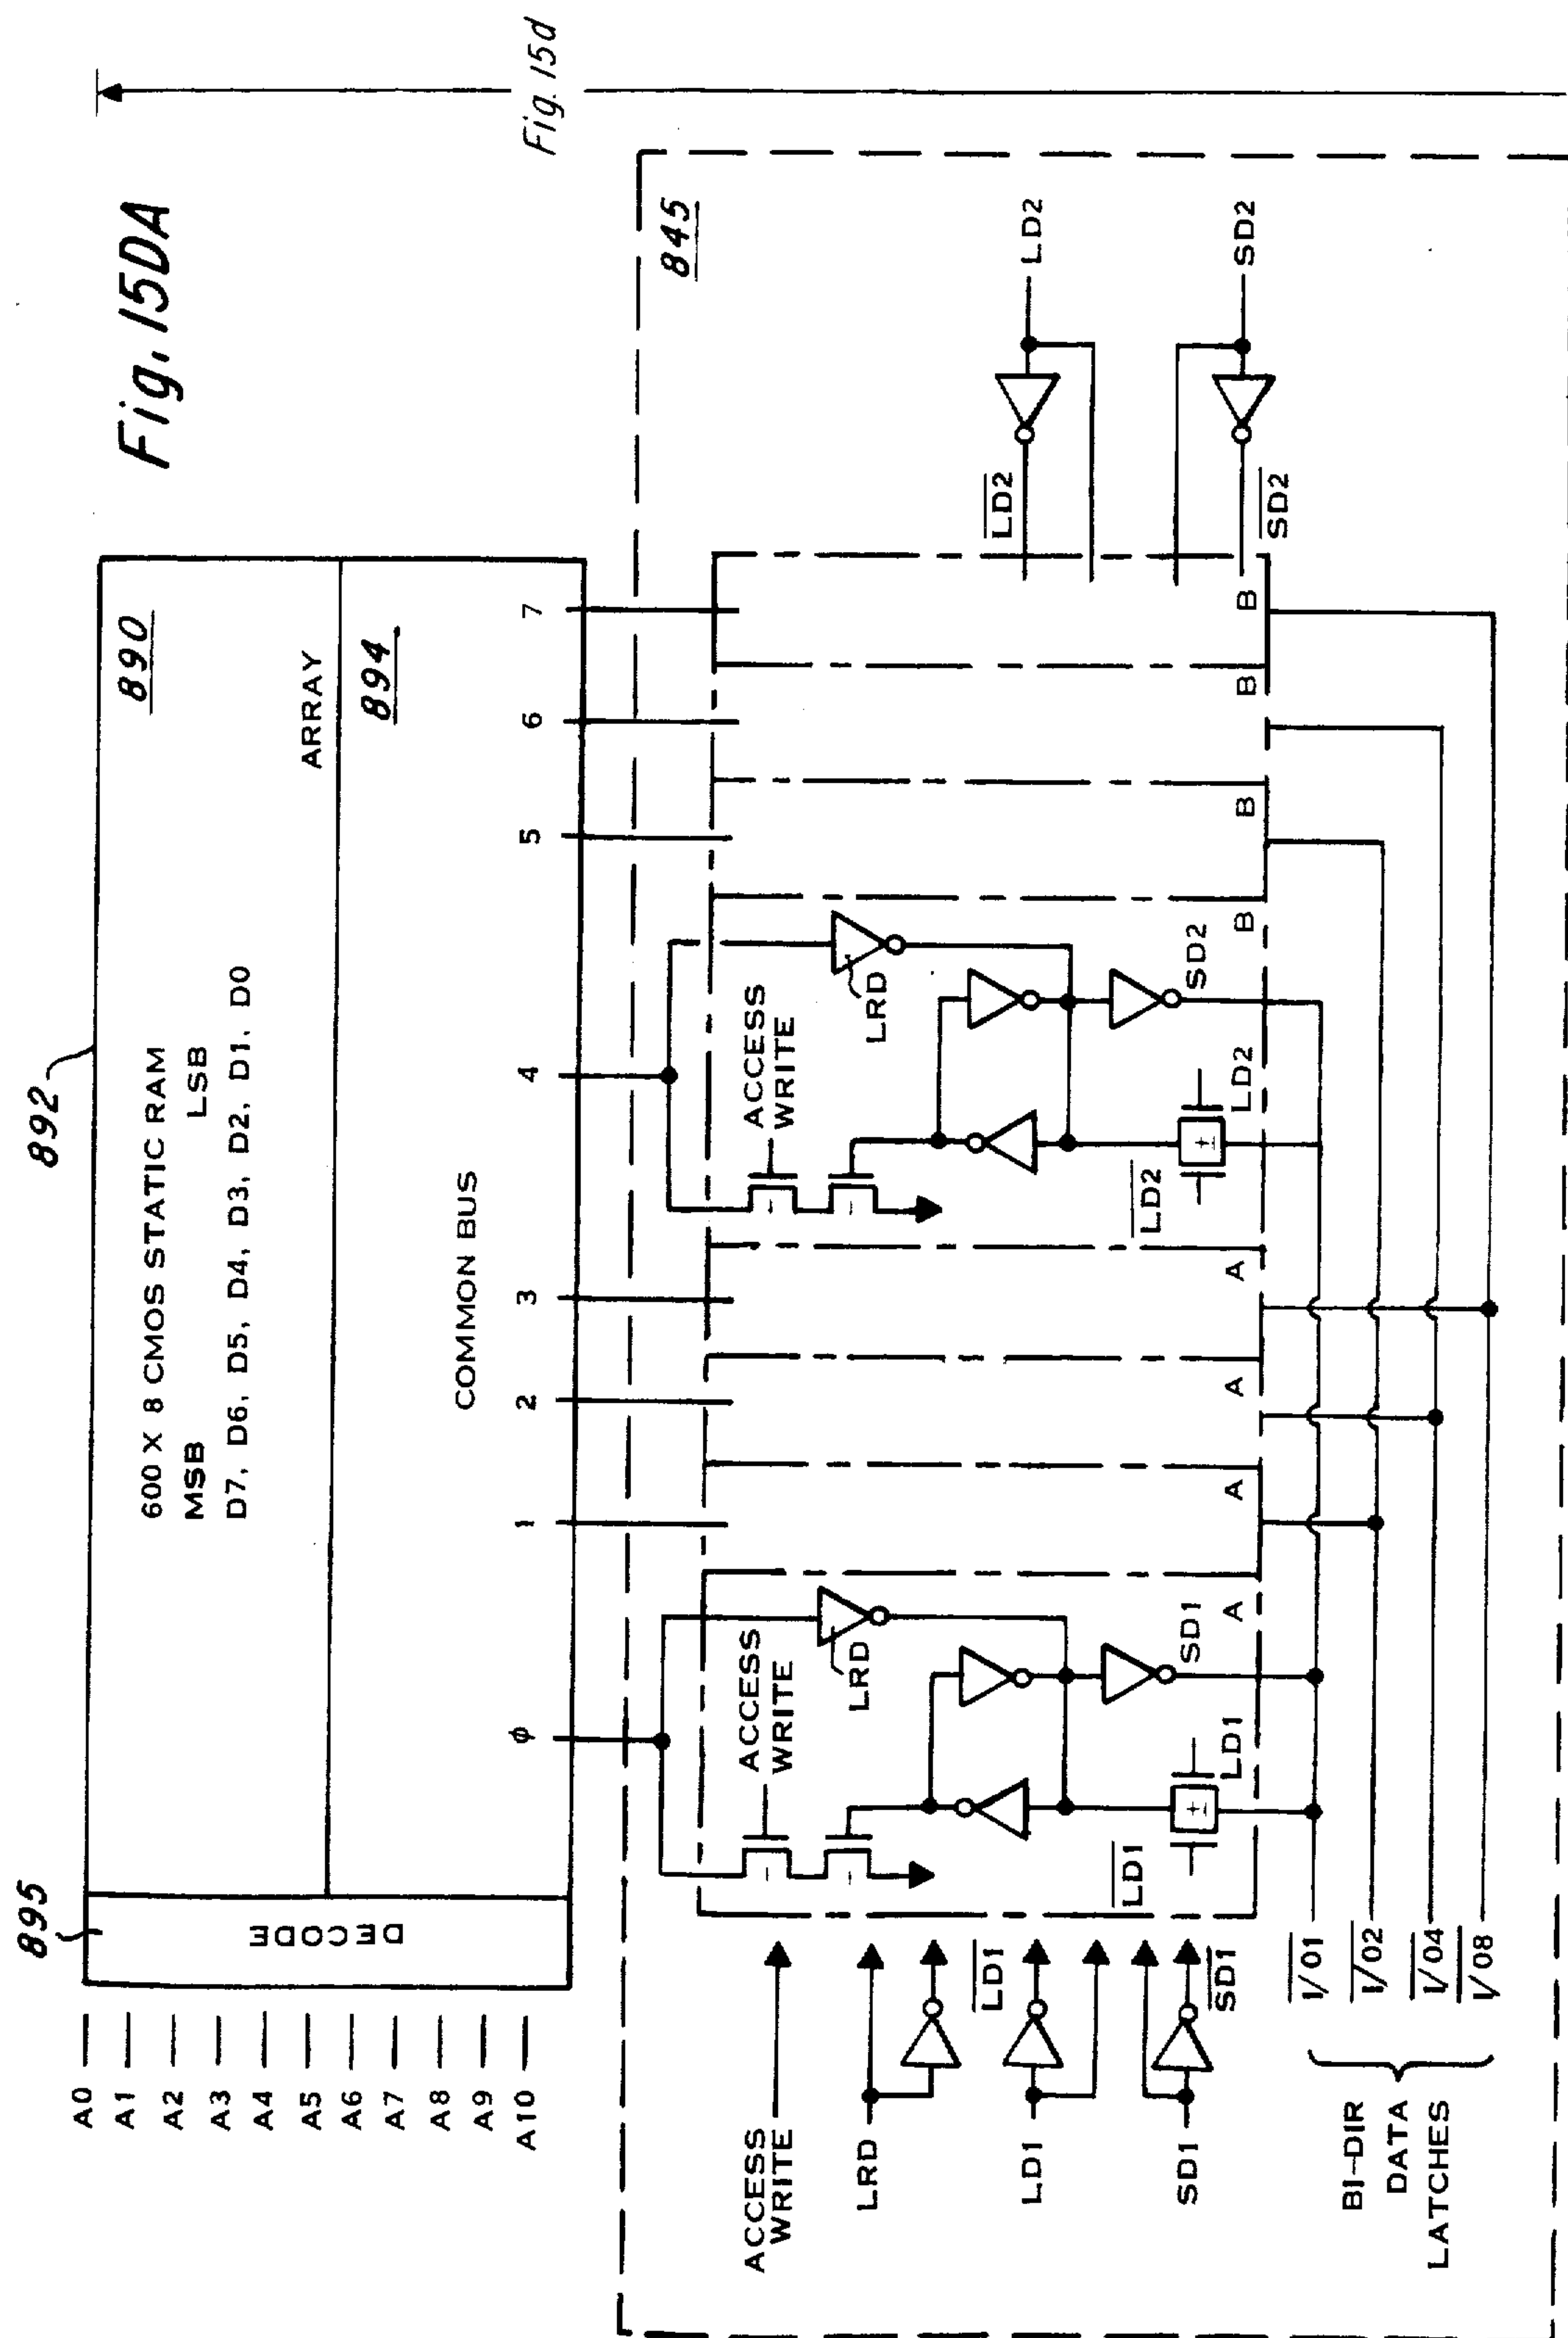 Fig. 15DA
Fig. 15d
892
895
890
600 X 8 CMOS STATIC RAM
MSB LSB
D7, D6, D5, D4, D3, D2, D1, D0
ARRAY
894
DECODE
COMMON BUS
A0
A1
A2
A3
A4
A5
A6
A7
A8
A9
A10
φ 1 2 3 4 5 6 7
845
ACCESS
WRITE
LRD
LD1
LD1
SD1
SD1
ACCESS
WRITE
LRD
SD1
LD1
LD1
A
A
A
A
ACCESS
WRITE
LRD
SD2
LD2
LD2
B
B
B
B
LD2
LD2
SD2
SD2
BI-DIR
DATA
LATCHES
I/01
I/02
I/04
I/08